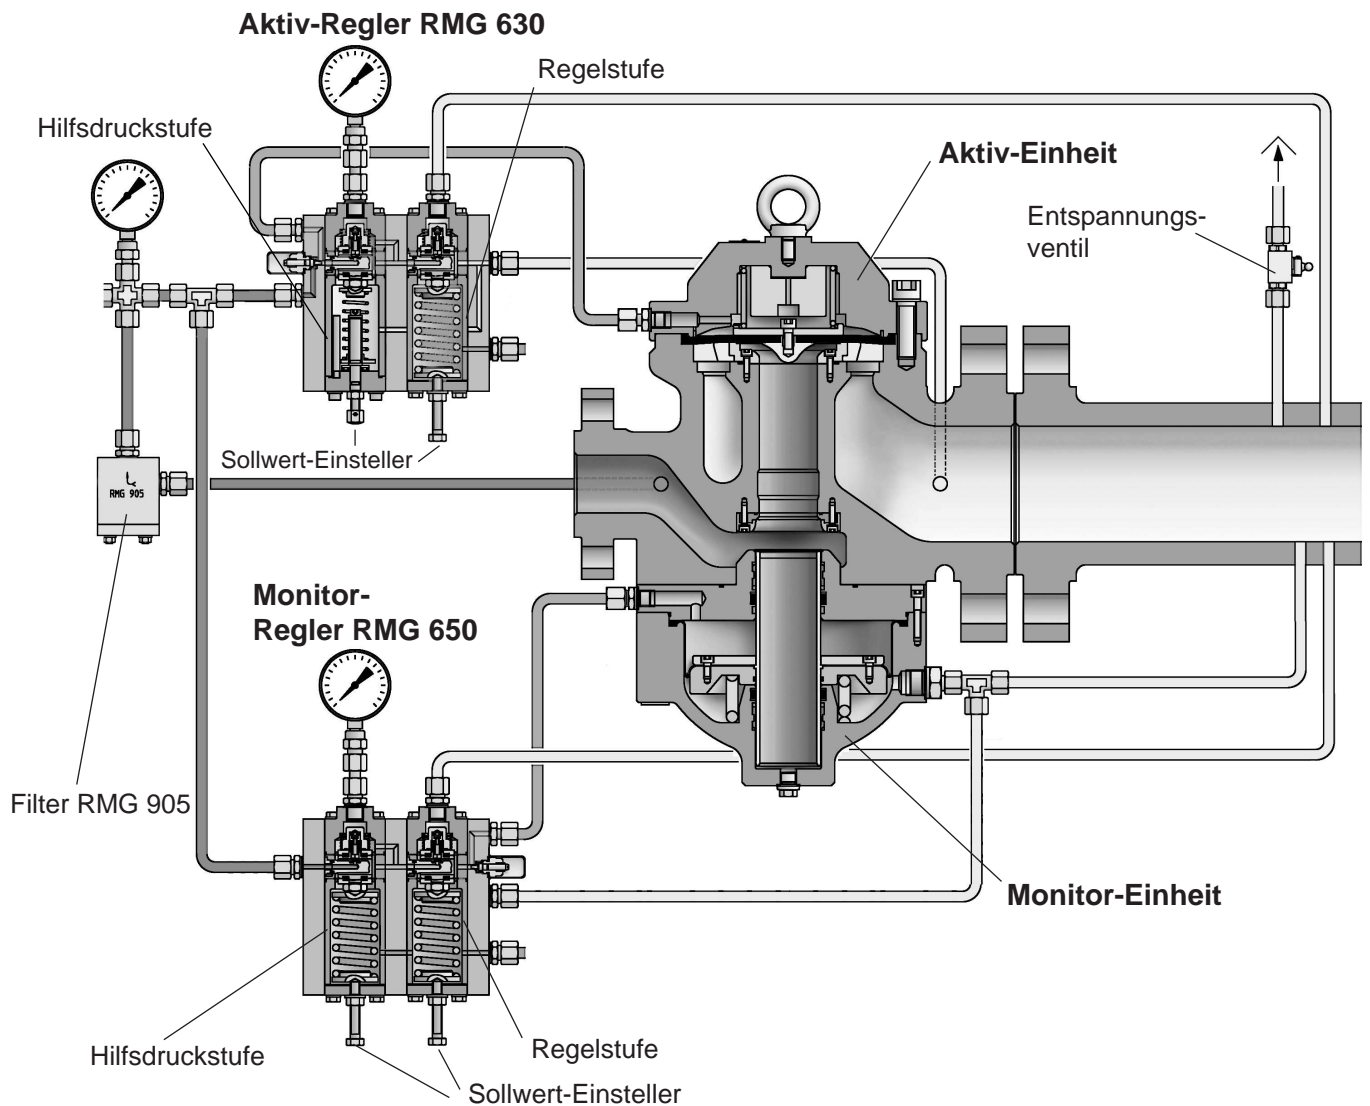 Aktiv-Regler RMG 630
Regelstufe
Hilfsdruckstufe
Aktiv-Einheit
Entspannungs-
ventil
Sollwert-Einsteller
RMG 905
Monitor-
Regler RMG 650
Filter RMG 905
Monitor-Einheit
Hilfsdruckstufe
Regelstufe
Sollwert-Einsteller